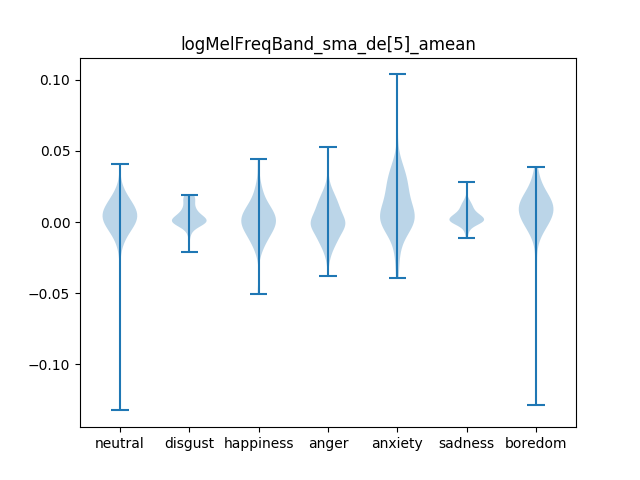 logMelFreqBand_sma_de[5]_amean
0.10
0.05
0.00
−0.05
−0.10
neutral disgust happiness anger anxiety sadness boredom